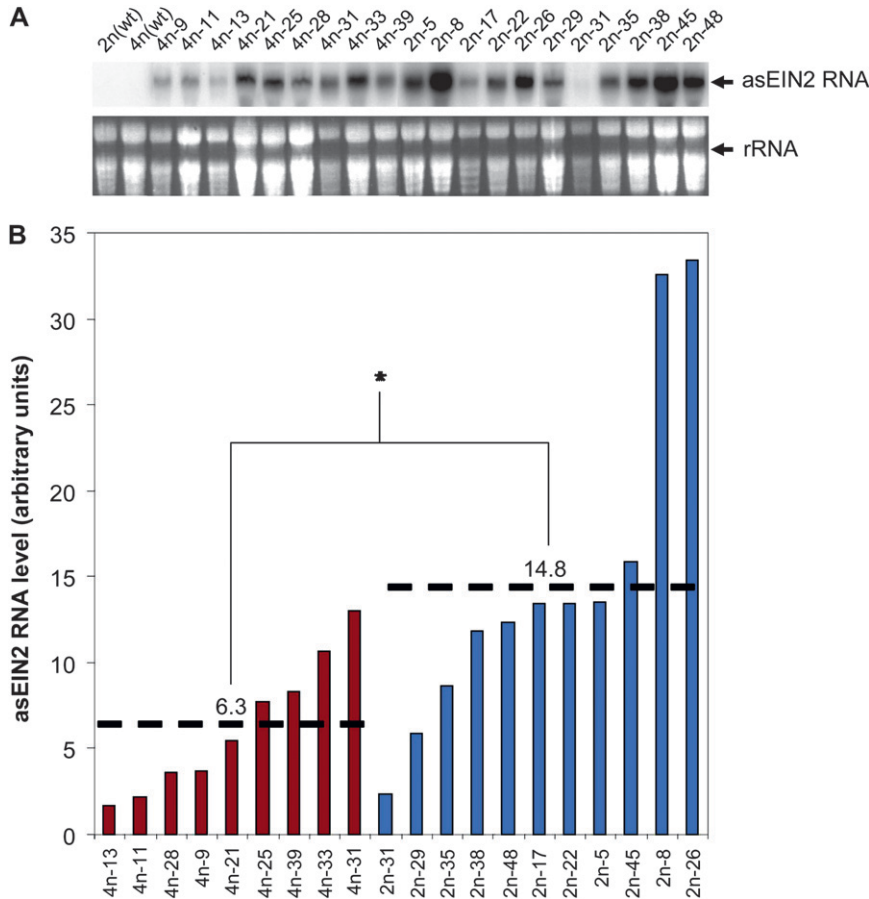 A
2n(wt) 4n(wt) 4n-9 4n-11 4n-13 4n-21 4n-25 4n-28 4n-31 4n-33 4n-39 2n-5 2n-8 2n-17 2n-22 2n-26 2n-29 2n-31 2n-35 2n-38 2n-45 2n-48
asEIN2 RNA
rRNA
B
asEIN2 RNA level (arbitrary units)
35
30
25
20
15
10
5
0
*
14.8
6.3
4n-13 4n-11 4n-28 4n-9 4n-21 4n-25 4n-39 4n-33 4n-31 2n-31 2n-29 2n-35 2n-38 2n-48 2n-17 2n-22 2n-5 2n-45 2n-8 2n-26